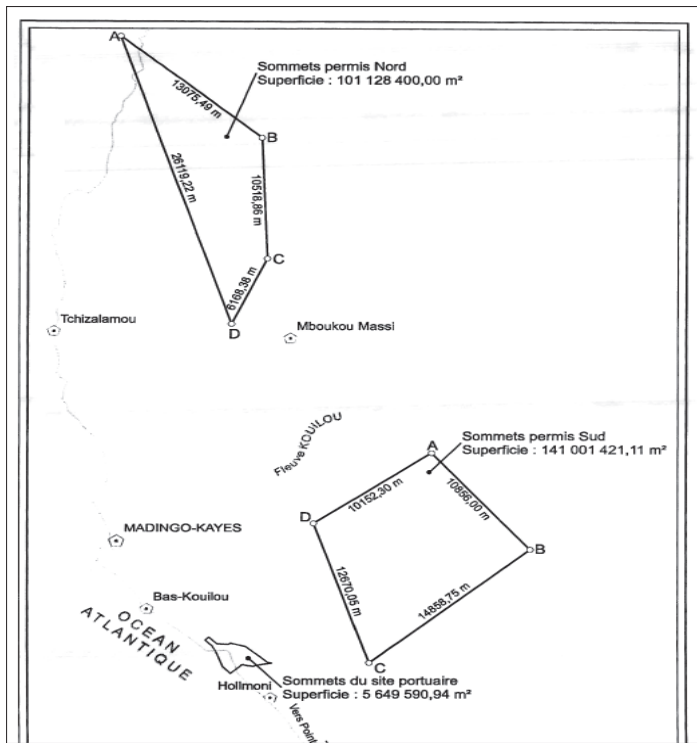 A
Sommets permis Nord
Superficie : 101 128 400,00 m²
13075,49 m
B
26119,22 m
10518,86 m
C
6168,38 m
D
Tchizalamou
Mboukou Massi
Fleuve KOUILOU
A
Sommets permis Sud
Superficie : 141 001 421,11 m²
10152,30 m
10856,00 m
D
MADINGO-KAYES
B
12670,05 m
14858,75 m
Bas-Kouilou
OCEAN
ATLANTIQUE
C
Sommets du site portuaire
Hollmoni
Superficie : 5 649 590,94 m²
Vers Point